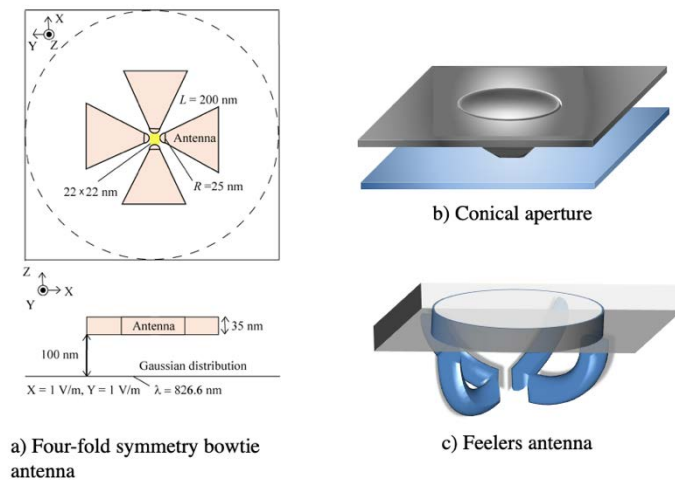 X
Y
Z
L = 200 nm
Antenna
22 × 22 nm
R =25 nm
Z
Y
X
Antenna
35 nm
100 nm
Gaussian distribution
X = 1 V/m, Y = 1 V/m
λ = 826.6 nm
a) Four-fold symmetry bowtie
antenna
b) Conical aperture
c) Feelers antenna